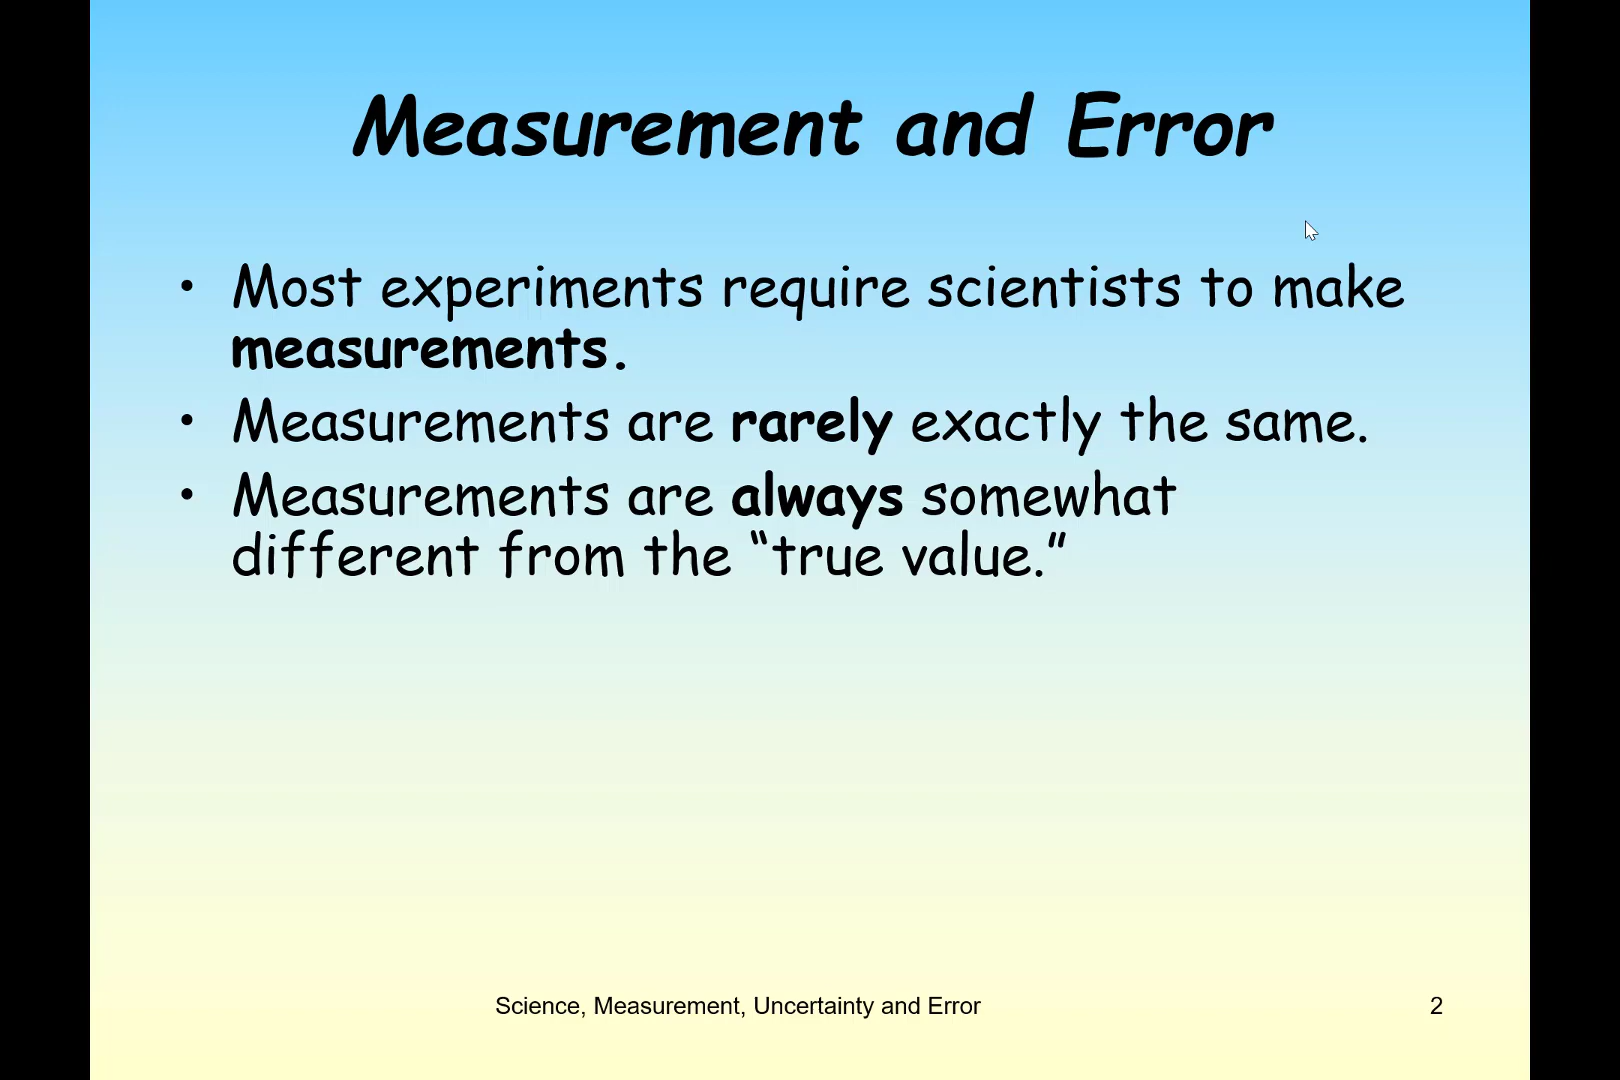 Measurement and Error
• Most experiments require scientists to make
measurements.
• Measurements are rarely exactly the same.
• Measurements are always somewhat
different from the “true value.”
Science, Measurement, Uncertainty and Error
2